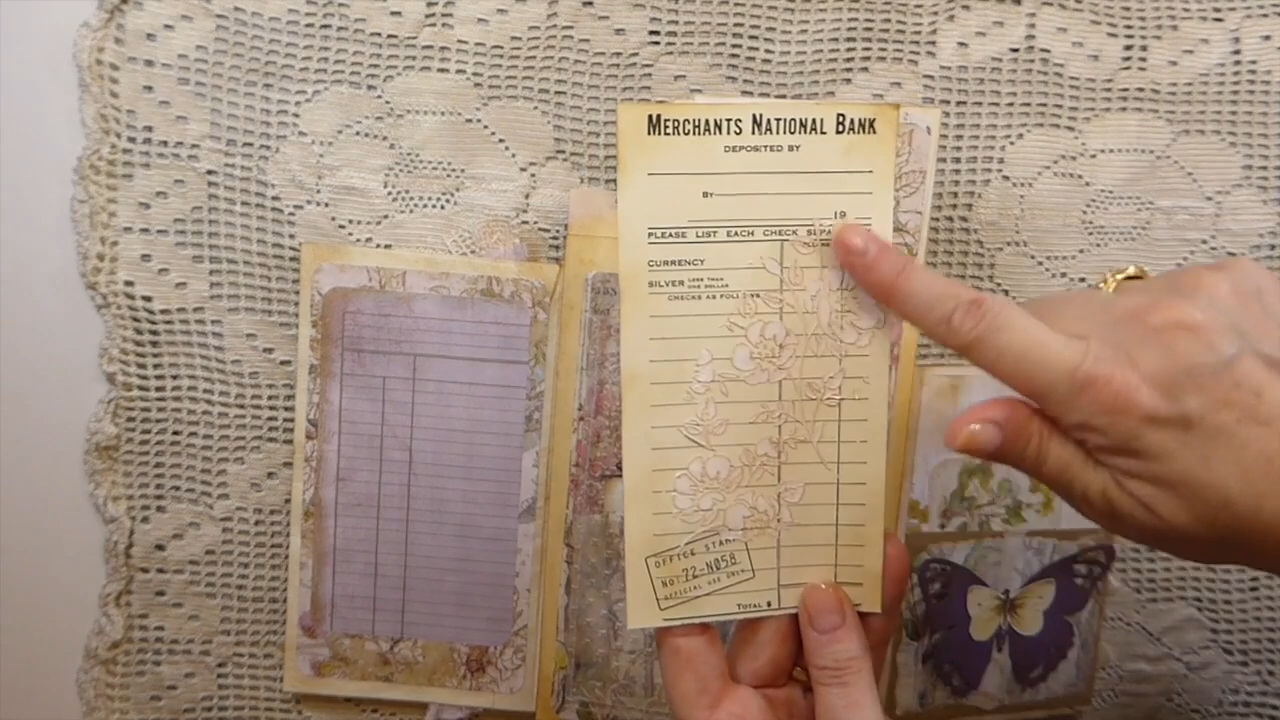 MERCHANTS NATIONAL BANK
DEPOSITED BY
BY
19
PLEASE LIST EACH CHECK
CURRENCY
SILVER LESS THAN
ONE DOLLAR
CHECKS AS FOLLOWS
OFFICE STAMP
NO: 72-N058
OFFICIAL USE ONLY
TOTAL $